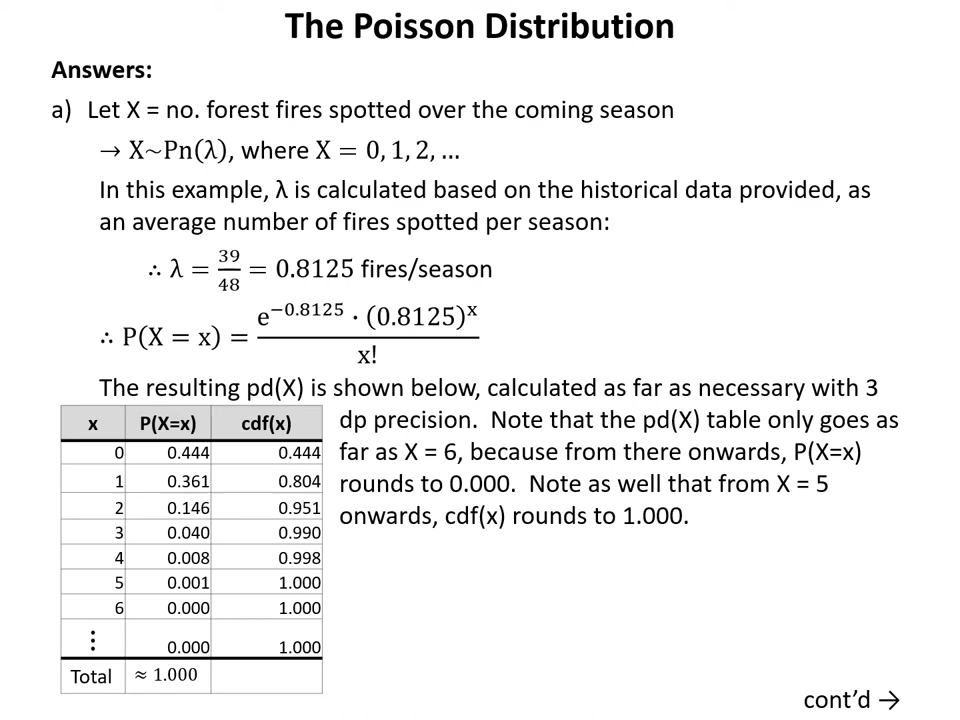 The Poisson Distribution
Answers:
a) Let X = no. forest fires spotted over the coming season
→ X~Pn(λ), where X = 0, 1, 2, …
In this example, λ is calculated based on the historical data provided, as
an average number of fires spotted per season:
∴ λ = 39/48 = 0.8125 fires/season
∴ P(X = x) = e^−0.8125 · (0.8125)^x / x!
The resulting pd(X) is shown below, calculated as far as necessary with 3
dp precision. Note that the pd(X) table only goes as
far as X = 6, because from there onwards, P(X=x)
rounds to 0.000. Note as well that from X = 5
onwards, cdf(x) rounds to 1.000.
x P(X=x) cdf(x)
0 0.444 0.444
1 0.361 0.804
2 0.146 0.951
3 0.040 0.990
4 0.008 0.998
5 0.001 1.000
6 0.000 1.000
⋮ 0.000 1.000
Total ≈ 1.000
cont’d →